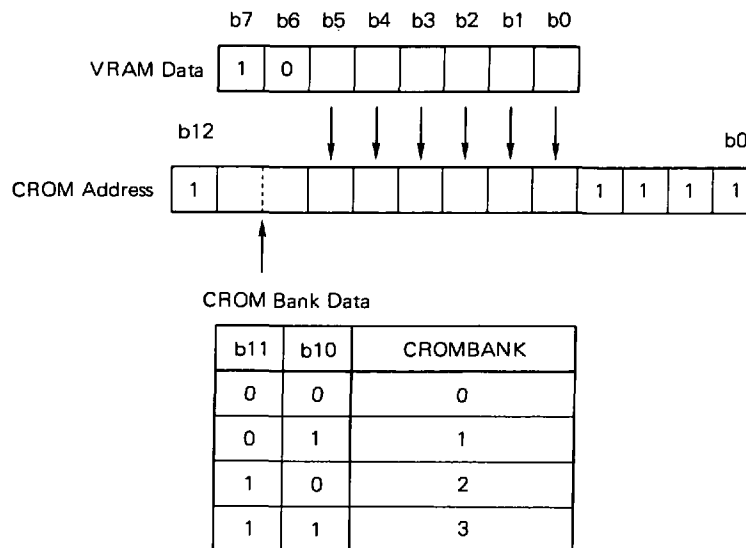 b7 b6 b5 b4 b3 b2 b1 b0
VRAM Data 1 0
b12 b0
CROM Address 1 1 1 1 1
CROM Bank Data
b11 b10 CROMBANK
0 0 0
0 1 1
1 0 2
1 1 3